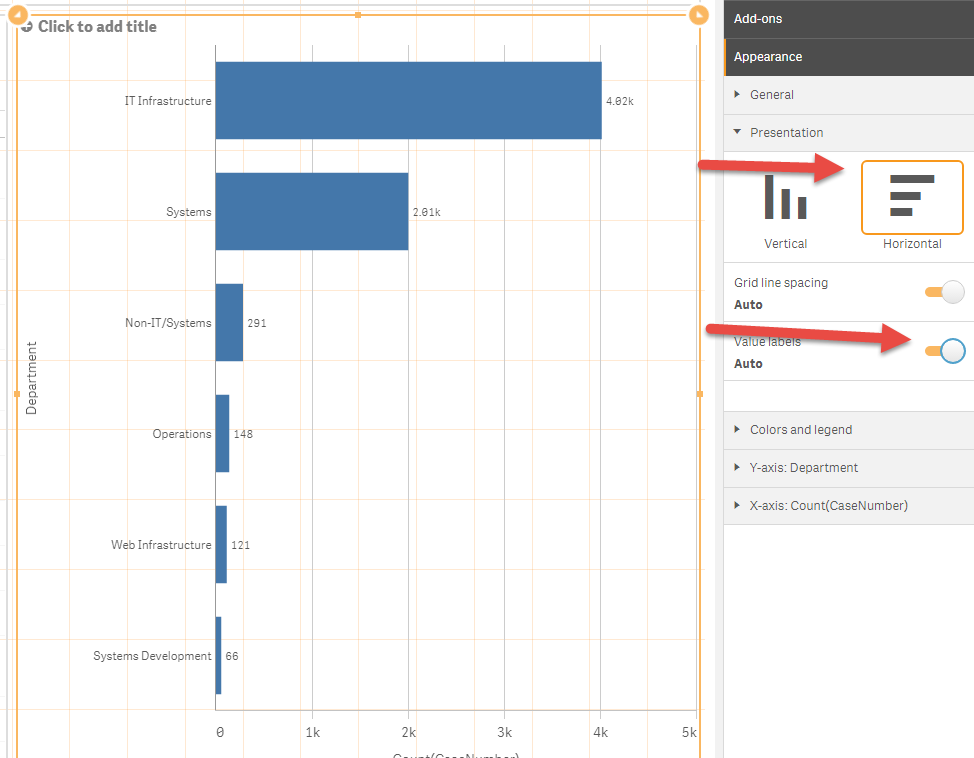 Click to add title
Department
IT Infrastructure
4.02k
Systems
2.01k
Non-IT/Systems
291
Operations
148
Web Infrastructure
121
Systems Development
66
0 1k 2k 3k 4k 5k
Count(CaseNumber)
Add-ons
Appearance
General
Presentation
Vertical
Horizontal
Grid line spacing
Auto
Value labels
Auto
Colors and legend
Y-axis: Department
X-axis: Count(CaseNumber)